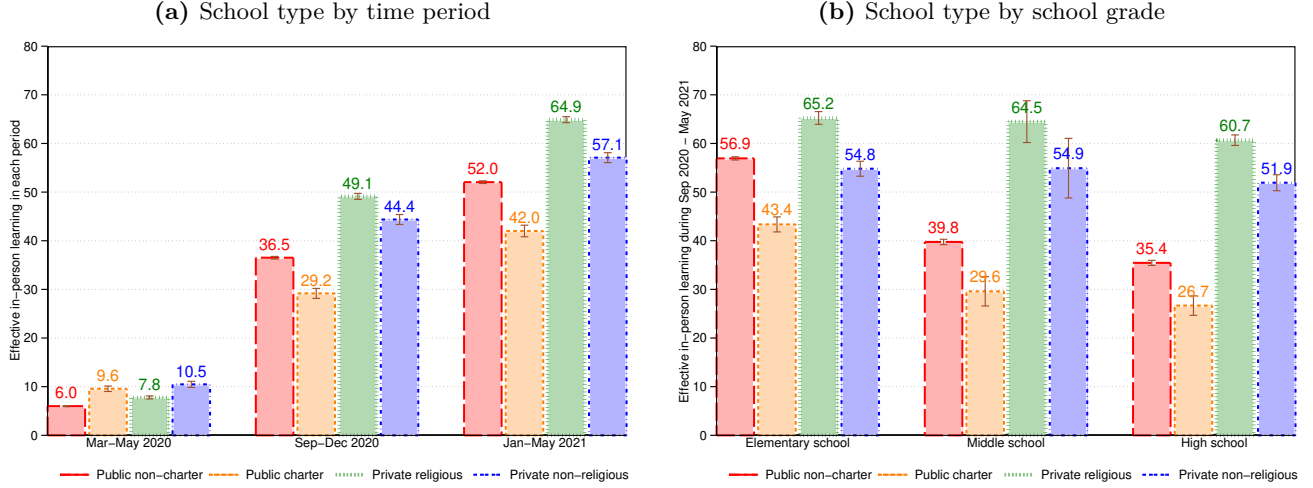 (a) School type by time period
Effective in−person learning in each period
80
70
60
50
40
30
20
10
0
6.0
9.6
7.8
10.5
36.5
29.2
49.1
44.4
52.0
42.0
64.9
57.1
Mar−May 2020
Sep−Dec 2020
Jan−May 2021
Public non−charter
Public charter
Private religious
Private non−religious
(b) School type by school grade
Effective in−person learning during Sep 2020 − May 2021
80
70
60
50
40
30
20
10
0
56.9
43.4
65.2
54.8
39.8
29.6
64.5
54.9
35.4
26.7
60.7
51.9
Elementary school
Middle school
High school
Public non−charter
Public charter
Private religious
Private non−religious